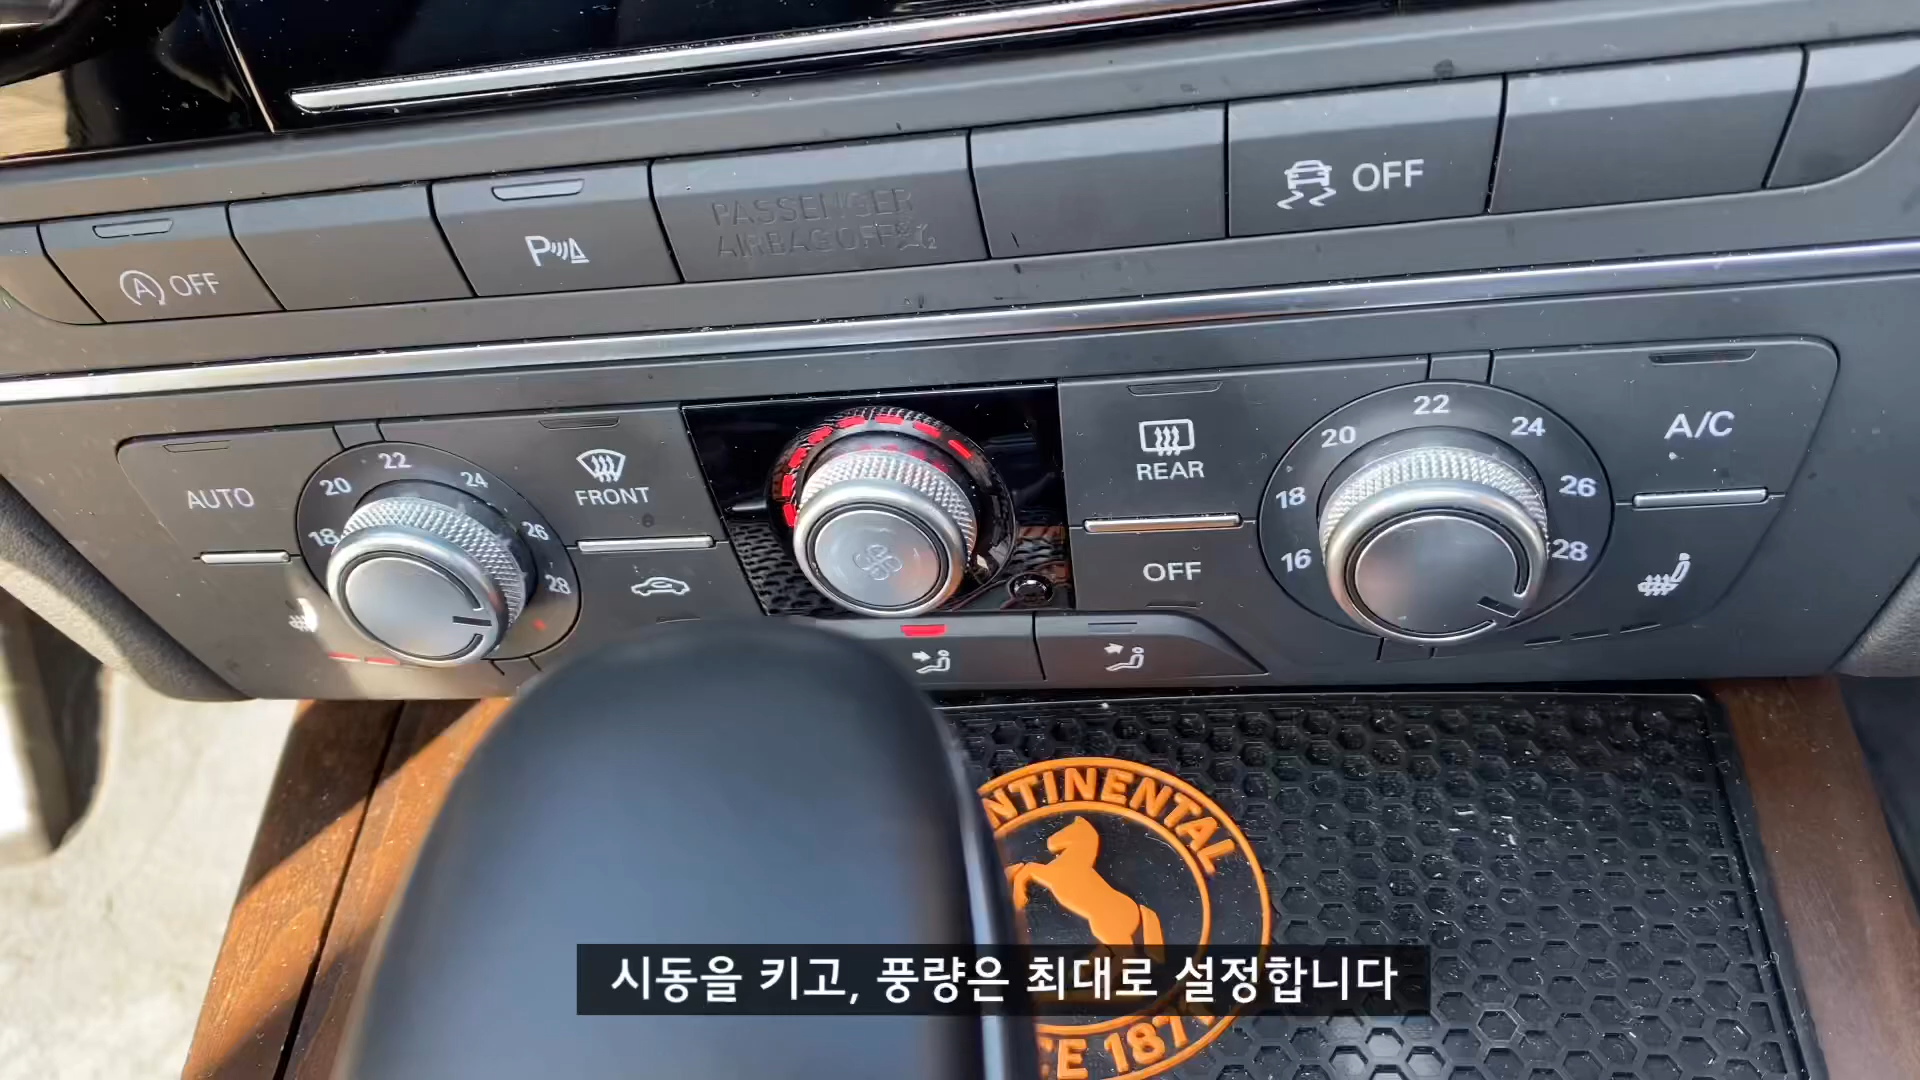 OFF
PASSENGER
AIRBAG OFF
OFF
P
A OFF
AUTO
18 20 22 24 26 28
FRONT
REAR
OFF
16 18 20 22 24 26 28
A/C
NTINENTAL
CE 1871
시동을 키고, 풍량은 최대로 설정합니다